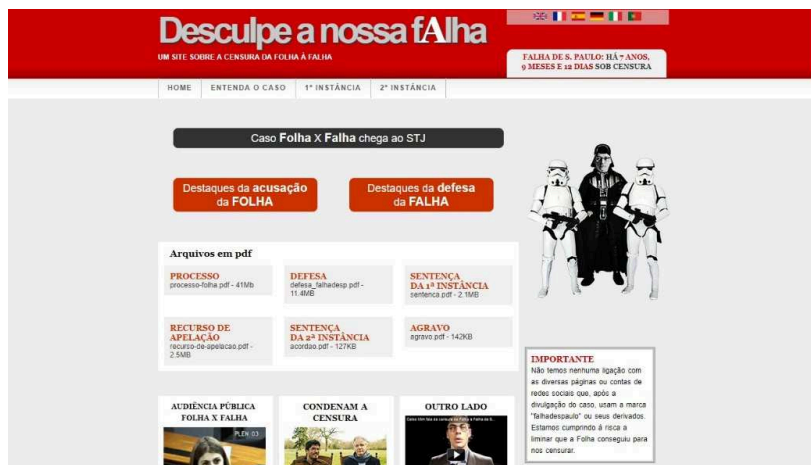 Desculpe a nossa fAlha
UM SITE SOBRE A CENSURA DA FOLHA À FALHA
FALHA DE S. PAULO: HÁ 7 ANOS,
9 MESES E 12 DIAS SOB CENSURA
HOME ENTENDA O CASO 1ª INSTÂNCIA 2ª INSTÂNCIA
Caso Folha X Falha chega ao STJ
Destaques da acusação
da FOLHA
Destaques da defesa
da FALHA
Arquivos em pdf
PROCESSO
processo-folha.pdf - 41Mb
DEFESA
defesa_falhadesp.pdf -
11.4MB
SENTENÇA
DA 1ª INSTÂNCIA
sentenca.pdf - 2.1MB
RECURSO DE
APELAÇÃO
recurso-de-apelacao.pdf -
2.5MB
SENTENÇA
DA 2ª INSTÂNCIA
acordao.pdf - 127KB
AGRAVO
agravo.pdf - 142KB
IMPORTANTE
Não temos nenhuma ligação com
as diversas páginas ou contas de
redes sociais que, após a
divulgação do caso, usam a marca
"falhadespaulo" ou seus derivados.
Estamos cumprindo à risca a
liminar que a Folha conseguiu para
nos censurar.
AUDIÊNCIA PÚBLICA
FOLHA X FALHA
PLEN 03
CONDENAM A
CENSURA
OUTRO LADO